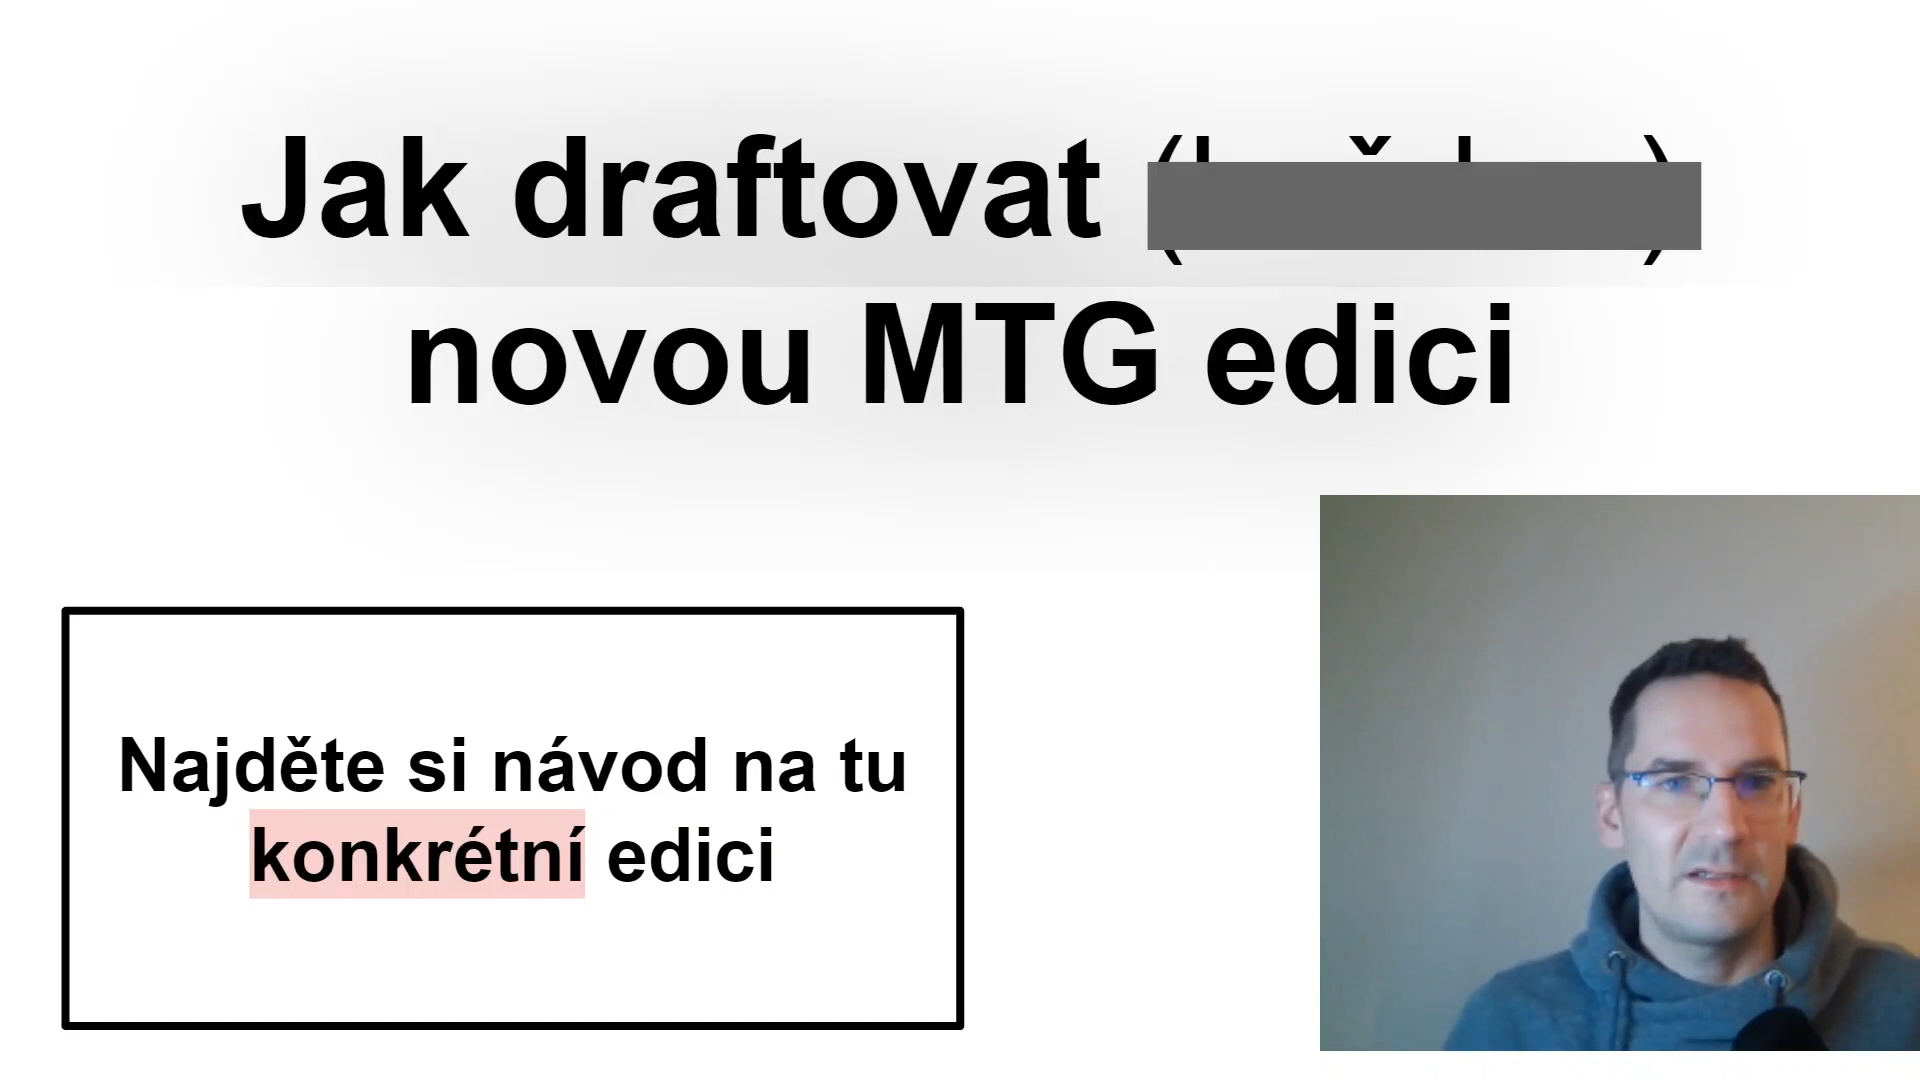 Jak draftovat
novou MTG edici
Najděte si návod na tu
konkrétní edici